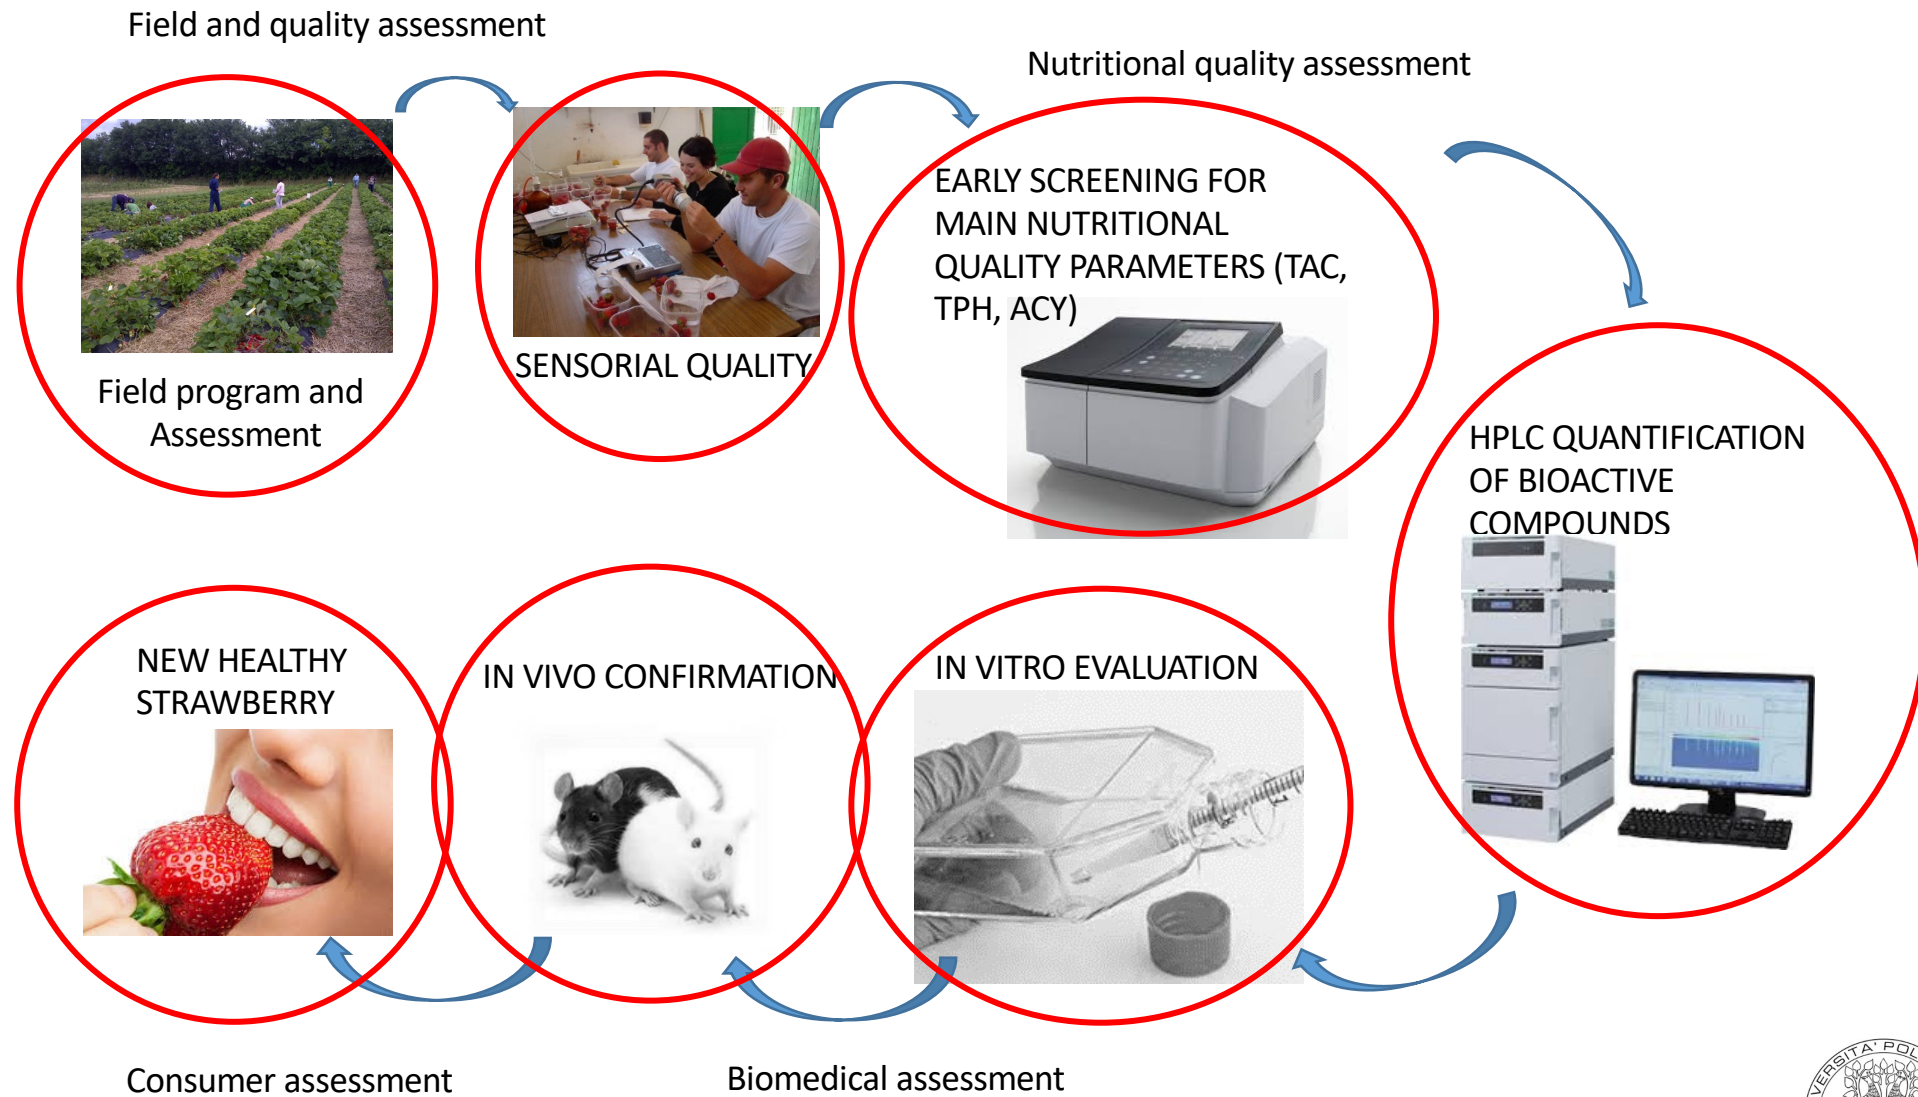 Field and quality assessment
Nutritional quality assessment
Field program and
Assessment
SENSORIAL QUALITY
EARLY SCREENING FOR
MAIN NUTRITIONAL
QUALITY PARAMETERS (TAC,
TPH, ACY)
HPLC QUANTIFICATION
OF BIOACTIVE
COMPOUNDS
NEW HEALTHY
STRAWBERRY
IN VIVO CONFIRMATION
IN VITRO EVALUATION
Consumer assessment
Biomedical assessment